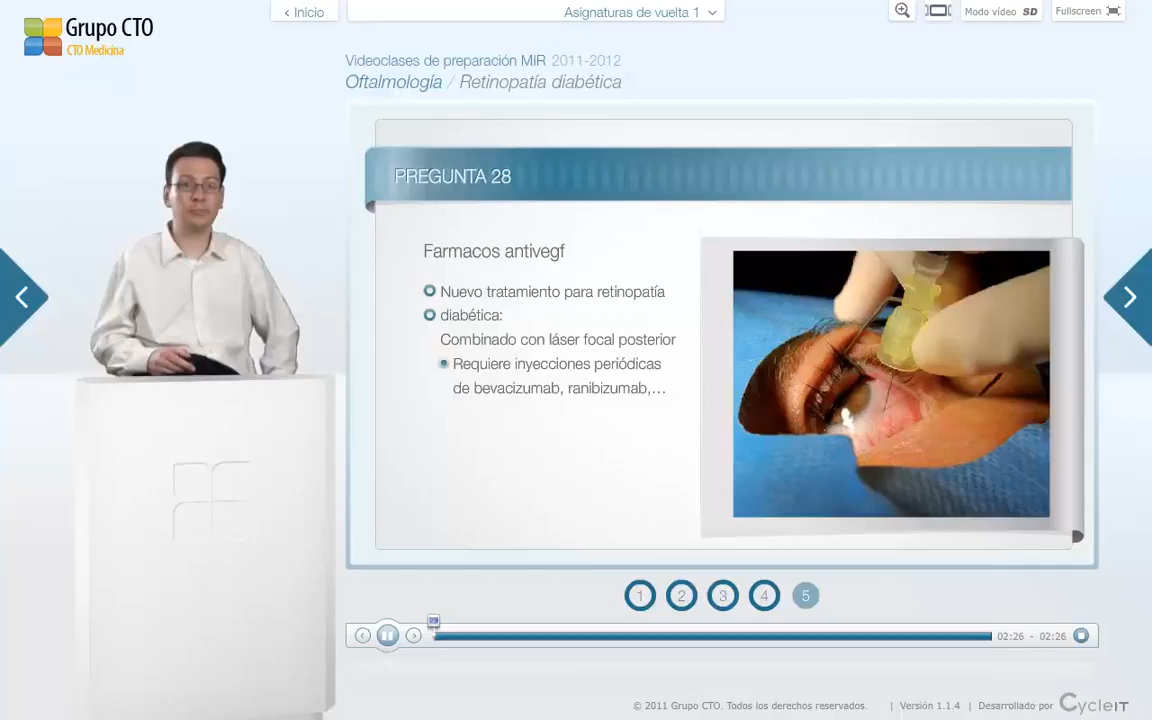 Grupo CTO
CTO Medicina
‹ Inicio
Asignaturas de vuelta 1
Modo vídeo SD
Fullscreen
Videoclases de preparación MIR 2011-2012
Oftalmología / Retinopatía diabética
PREGUNTA 28
Farmacos antivegf
Nuevo tratamiento para retinopatía
diabética:
Combinado con láser focal posterior
Requiere inyecciones periódicas
de bevacizumab, ranibizumab,...
1 2 3 4 5
02:26 - 02:26
© 2011 Grupo CTO. Todos los derechos reservados. | Versión 1.1.4 | Desarrollado por CycleIT